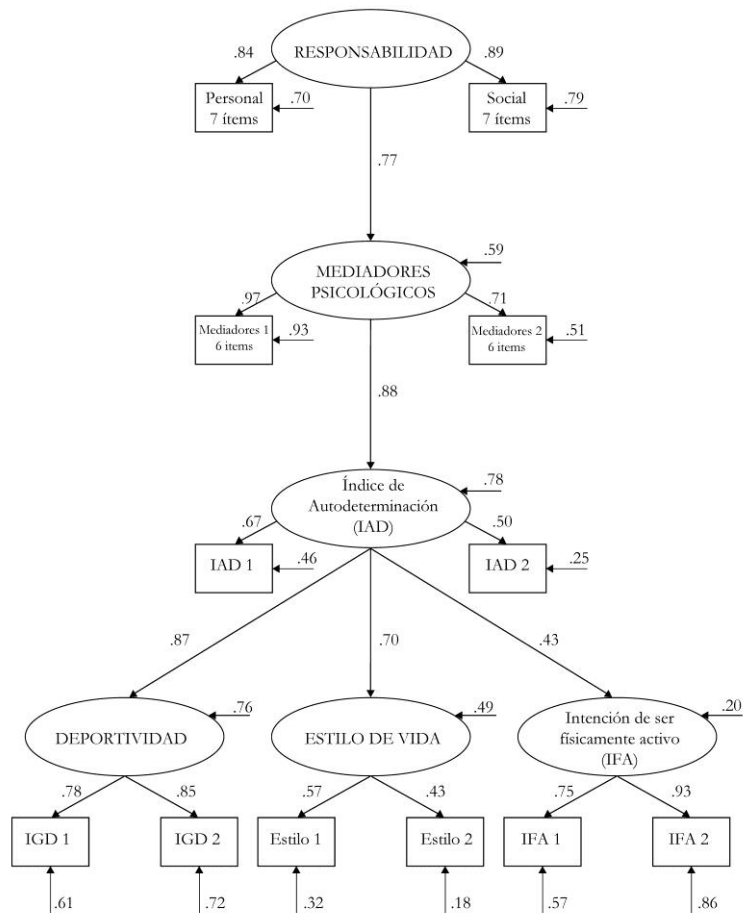 RESPONSABILIDAD
.84
.89
Personal
7 ítems
.70
Social
7 ítems
.79
.77
MEDIADORES
PSICOLÓGICOS
.59
.97
.71
Mediadores 1
6 items
.93
Mediadores 2
6 items
.51
.88
Índice de
Autodeterminación
(IAD)
.78
.67
.50
IAD 1
.46
IAD 2
.25
.87
.70
.43
DEPORTIVIDAD
.76
ESTILO DE VIDA
.49
Intención de ser
físicamente activo
(IFA)
.20
.78
.85
.57
.43
.75
.93
IGD 1
IGD 2
Estilo 1
Estilo 2
IFA 1
IFA 2
.61
.72
.32
.18
.57
.86